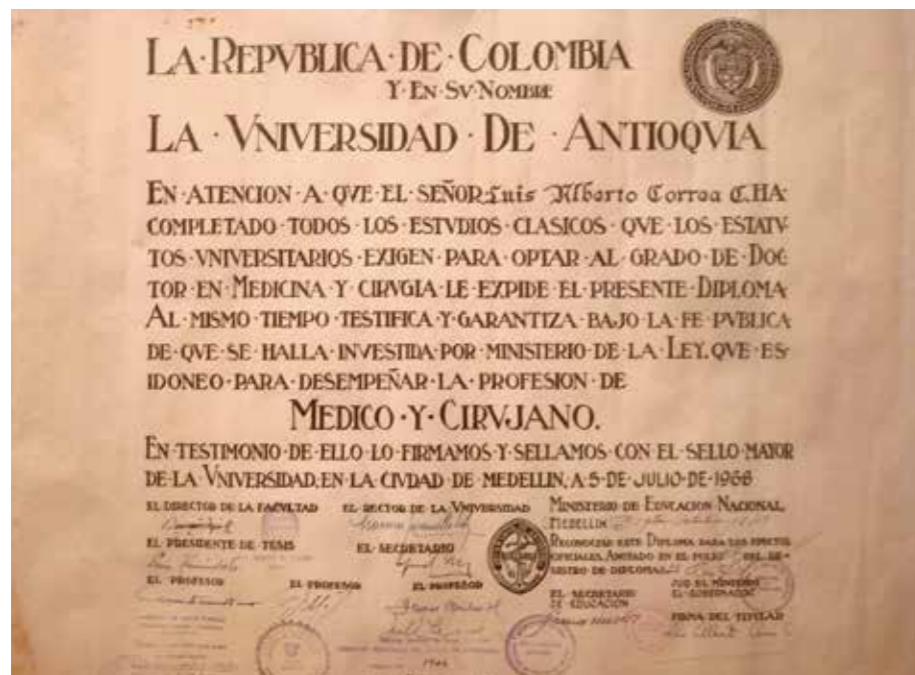 LA·REPVBLICA·DE·COLOMBIA
Y·EN·SV·NOMBRE
LA·VNIVERSIDAD·DE·ANTIOQVIA
EN·ATENCION·A·QVE·EL·SEÑOR Luis Alberto Correa C. HA·
COMPLETADO·TODOS·LOS·ESTVDIOS·CLASICOS·QVE·LOS·ESTATV-
TOS·VNIVERSITARIOS·EXIGEN·PARA·OPTAR·AL·GRADO·DE·DOC
TOR·EN·MEDICINA·Y·CIRVGIA·LE·EXPIDE·EL·PRESENTE·DIPLOMA·
AL·MISMO·TIEMPO·TESTIFICA·Y·GARANTIZA·BAJO·LA·FE·PVBLICA
DE·QVE·SE·HALLA·INVESTIDA·POR·MINISTERIO·DE·LA·LEY.QVE·ES·
IDONEO·PARA·DESEMPEÑAR·LA·PROFESION·DE
MEDICO·Y·CIRVJANO.
EN·TESTIMONIO·DE·ELLO·LO·FIRMAMOS·Y·SELLAMOS·CON·EL·SELLO·MAYOR
DE·LA·VNIVERSIDAD;EN·LA·CIVDAD·DE·MEDELLIN,A·5·DE·JULIO·DE·1966
EL·DIRECTOR·DE·LA·FACVLTAD EL·RECTOR·DE·LA·VNIVERSIDAD MINISTERIO·DE·EDVCACION·NACIONAL,
MEDELLIN
EL·PRESIDENTE·DE·TESIS EL·SECRETARIO RECONOCESE·ESTE·DIPLOMA·PARA·LOS·EFECTOS
OFICIALES, ANOTADO·EN·EL·FOLIO DEL·RE-
GISTRO·DE·DIPLOMAS
EL·PROFESOR EL·PROFESOR EL·PROFESOR
EL·SECRETARIO EL·GOBERNADOR
DE·EDUCACION
FIRMA·DEL·TITULAR
1966